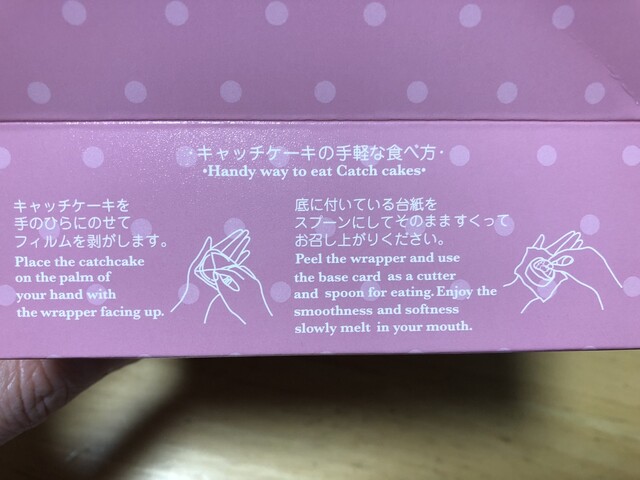 ・キャッチケーキの手軽な食べ方・
•Handy way to eat Catch cakes•
キャッチケーキを
手のひらにのせて
フィルムを剥がします。
Place the catchcake
on the palm of
your hand with
the wrapper facing up.
底に付いている台紙を
スプーンにしてそのまますくって
お召し上がりください。
Peel the wrapper and use
the base card as a cutter
and spoon for eating. Enjoy the
smoothness and softness
slowly melt in your mouth.